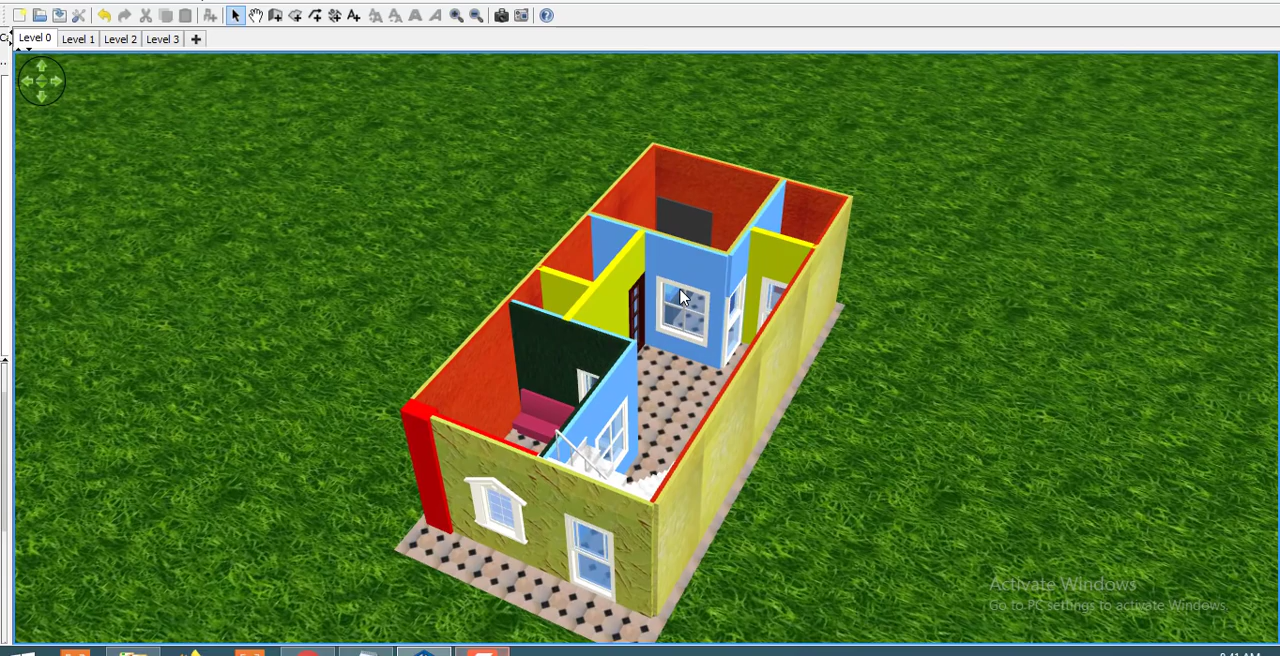 Level 0 Level 1 Level 2 Level 3
Activate Windows
Go to PC settings to activate Windows.